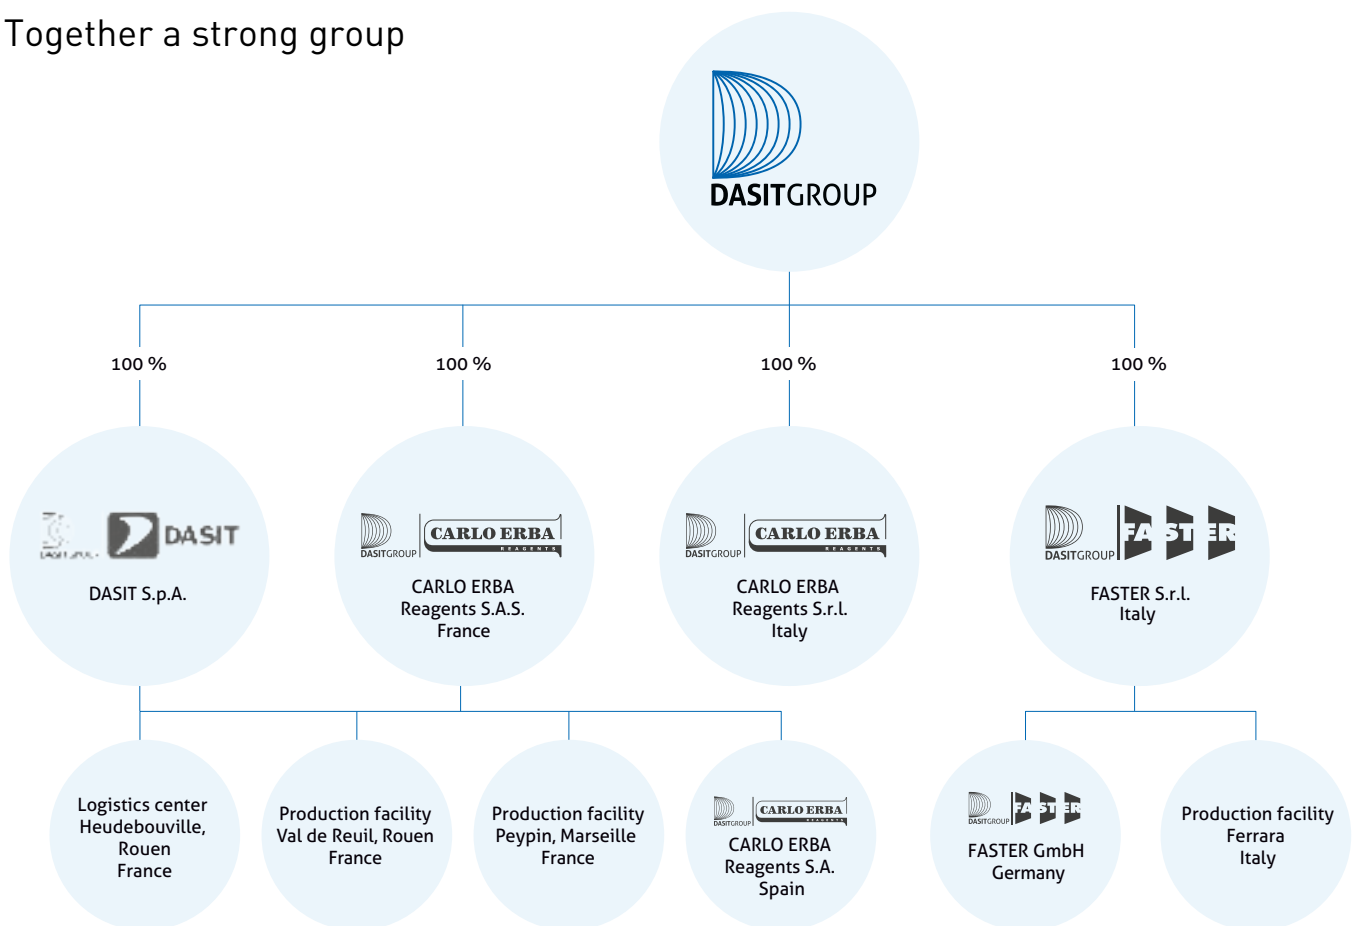 Together a strong group
DASITGROUP
100 %
100 %
100 %
100 %
DASIT
DASIT S.p.A.
DASITGROUP
CARLO ERBA
REAGENTS
CARLO ERBA
Reagents S.A.S.
France
DASITGROUP
CARLO ERBA
REAGENTS
CARLO ERBA
Reagents S.r.l.
Italy
DASITGROUP
FASTER
FASTER S.r.l.
Italy
Logistics center
Heudebouville,
Rouen
France
Production facility
Val de Reuil, Rouen
France
Production facility
Peypin, Marseille
France
DASITGROUP
CARLO ERBA
REAGENTS
CARLO ERBA
Reagents S.A.
Spain
DASITGROUP
FASTER
FASTER GmbH
Germany
Production facility
Ferrara
Italy